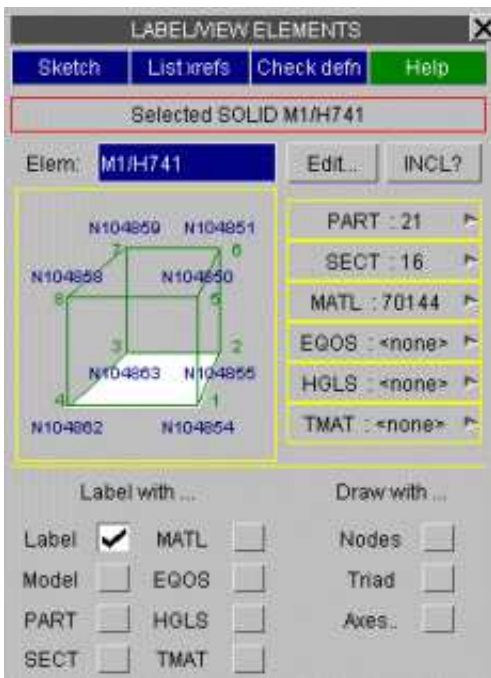 LABEL/VIEW ELEMENTS X
Sketch List xrefs Check defn Help
Selected SOLID M1/H741
Elem: M1/H741 Edit... INCL?
N104859 N104851
7 6
N104858 N104850
8 5
3 2
N104863 N104855
4 1
N104862 N104854
PART : 21
SECT : 16
MATL : 70144
EQOS : <none>
HGLS : <none>
TMAT : <none>
Label with ... Draw with ...
Label MATL Nodes
Model EQOS Triad
PART HGLS Axes..
SECT TMAT